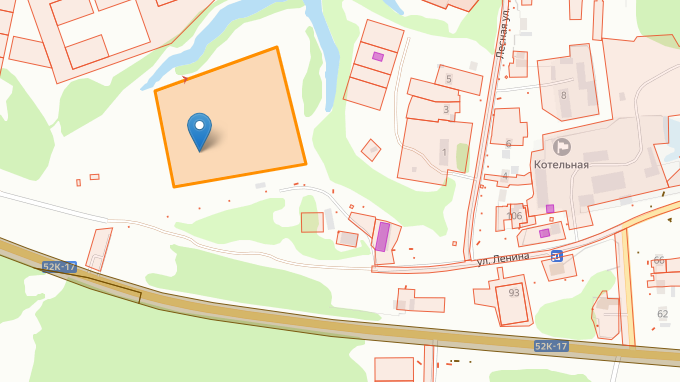 Лесная ул.
5
3
1
8
6
4
Котельная
106
ул. Ленина
52К-17
93
66
62
52К-17